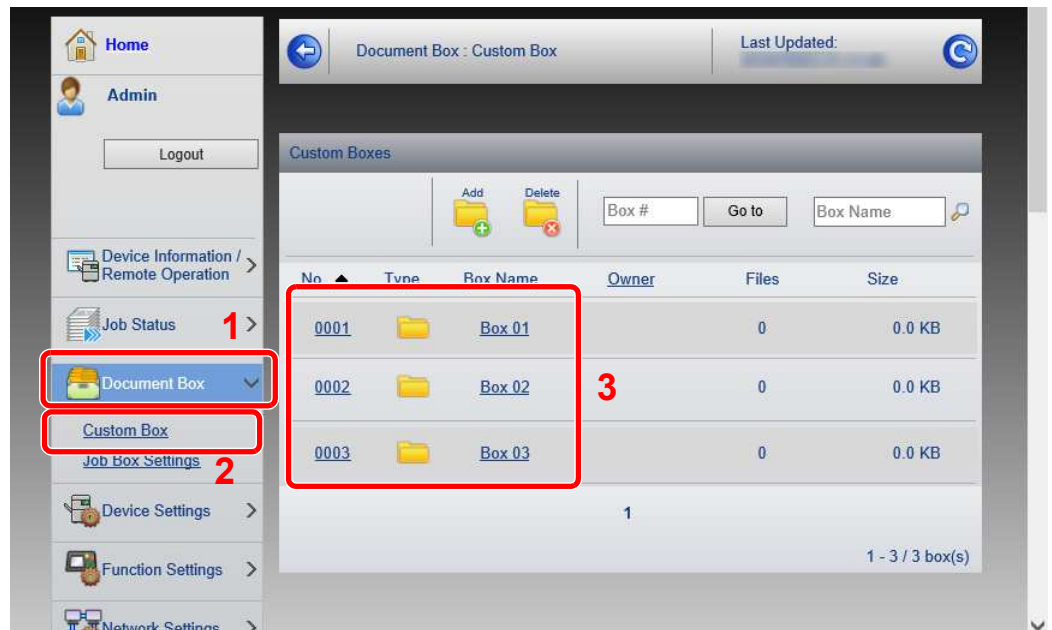 Home
Admin
Logout
Device Information /
Remote Operation
Job Status
1
Document Box
Custom Box
Job Box Settings
2
Device Settings
Function Settings
Network Settings
Document Box : Custom Box
Last Updated:
Custom Boxes
Add Delete
Box # Go to Box Name
No. Type Box Name Owner Files Size
0001 Box 01 0 0.0 KB
0002 Box 02 0 0.0 KB
3
0003 Box 03 0 0.0 KB
1
1 - 3 / 3 box(s)